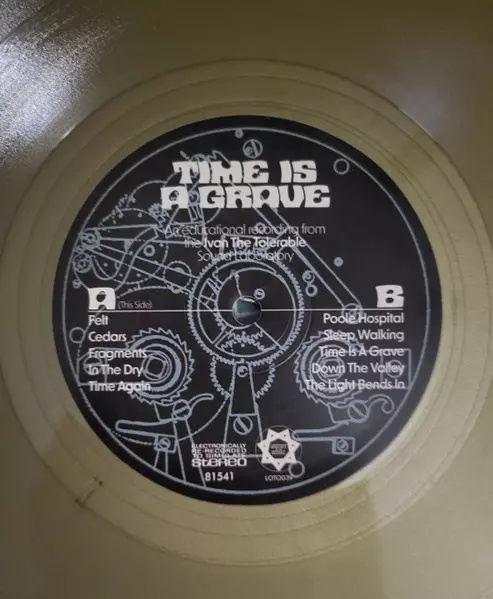 TIME IS
A GRAVE
An educational recording from
the Ivan The Tolerable
Sound Laboratory
A (This Side)
Felt
Cedars
Fragments
In The Dry
Time Again
B
Poole Hospital
Sleep Walking
Time Is A Grave
Down The Valley
The Light Bends In
ELECTRONICALLY
RE-RECORDED
TO SIMULATE
Stereo
81541
LOTO039